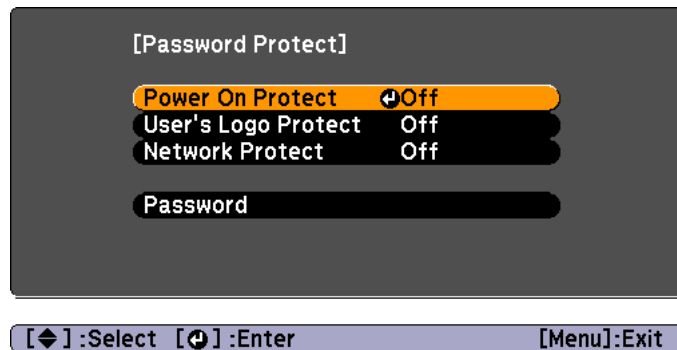 [Password Protect]
Power On Protect Off
User's Logo Protect Off
Network Protect Off
Password
[◆] :Select [↵] :Enter [Menu]:Exit